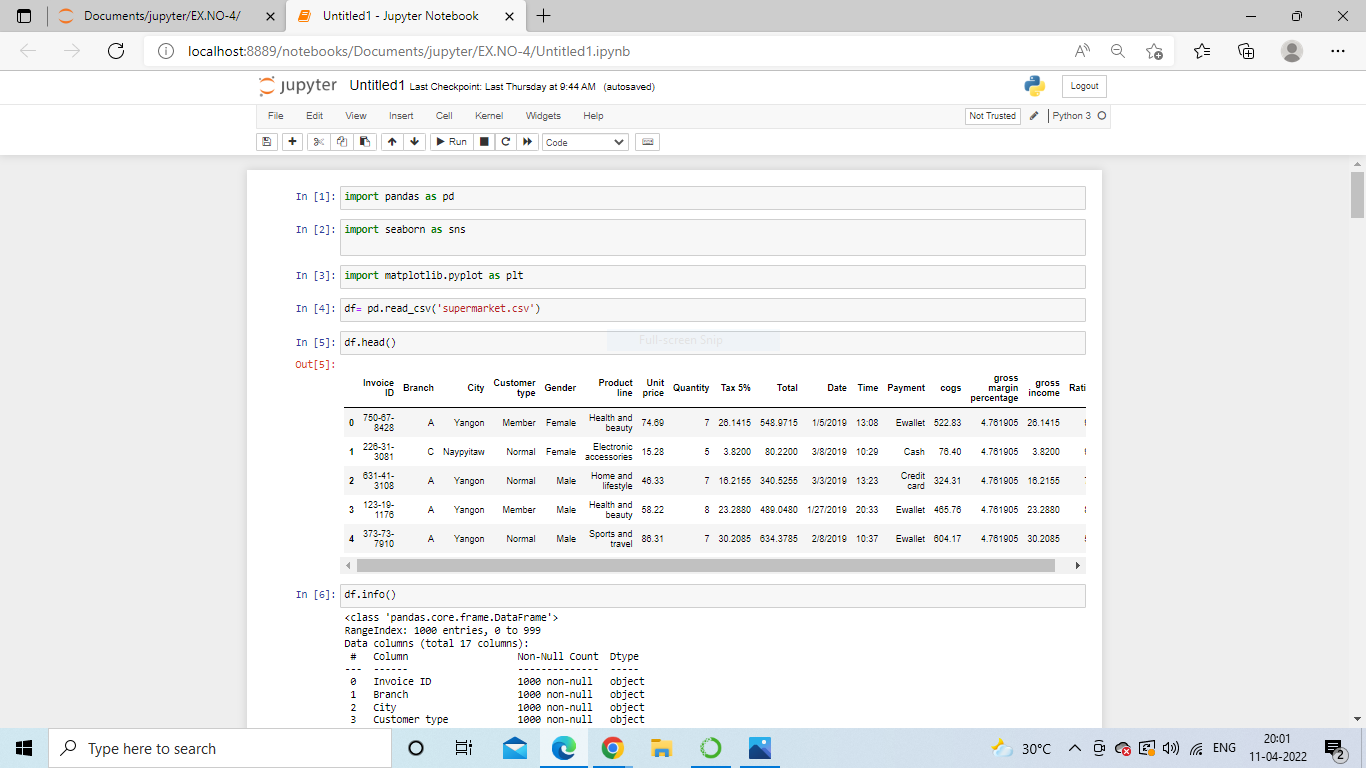 Documents/jupyter/EX.NO-4/
Untitled1 - Jupyter Notebook
localhost:8889/notebooks/Documents/jupyter/EX.NO-4/Untitled1.ipynb
jupyter Untitled1 Last Checkpoint: Last Thursday at 9:44 AM (autosaved)
Logout
File Edit View Insert Cell Kernel Widgets Help
Not Trusted
Python 3
Run
Code
In [1]: import pandas as pd
In [2]: import seaborn as sns
In [3]: import matplotlib.pyplot as plt
In [4]: df= pd.read_csv('supermarket.csv')
In [5]: df.head()
Full-screen Snip
Out[5]:
Invoice ID Branch City Customer type Gender Product line Unit price Quantity Tax 5% Total Date Time Payment cogs gross margin percentage gross income Rati
0 750-67-8428 A Yangon Member Female Health and beauty 74.69 7 26.1415 548.9715 1/5/2019 13:08 Ewallet 522.83 4.761905 26.1415
1 226-31-3081 C Naypyitaw Normal Female Electronic accessories 15.28 5 3.8200 80.2200 3/8/2019 10:29 Cash 76.40 4.761905 3.8200
2 631-41-3108 A Yangon Normal Male Home and lifestyle 46.33 7 16.2155 340.5255 3/3/2019 13:23 Credit card 324.31 4.761905 16.2155
3 123-19-1176 A Yangon Member Male Health and beauty 58.22 8 23.2880 489.0480 1/27/2019 20:33 Ewallet 465.76 4.761905 23.2880
4 373-73-7910 A Yangon Normal Male Sports and travel 86.31 7 30.2085 634.3785 2/8/2019 10:37 Ewallet 604.17 4.761905 30.2085
In [6]: df.info()
<class 'pandas.core.frame.DataFrame'>
RangeIndex: 1000 entries, 0 to 999
Data columns (total 17 columns):
# Column Non-Null Count Dtype
--- ------ -------------- -----
0 Invoice ID 1000 non-null object
1 Branch 1000 non-null object
2 City 1000 non-null object
3 Customer type 1000 non-null object
Type here to search
30°C
ENG
20:01
11-04-2022
2